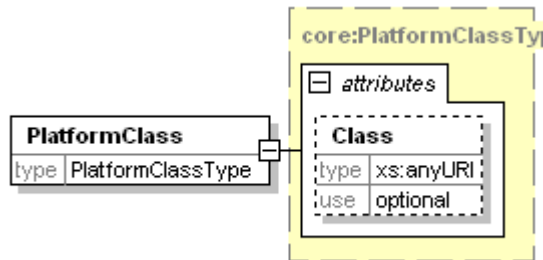 core:PlatformClassTyp
attributes
PlatformClass
type PlatformClassType
Class
type xs:anyURI
use optional